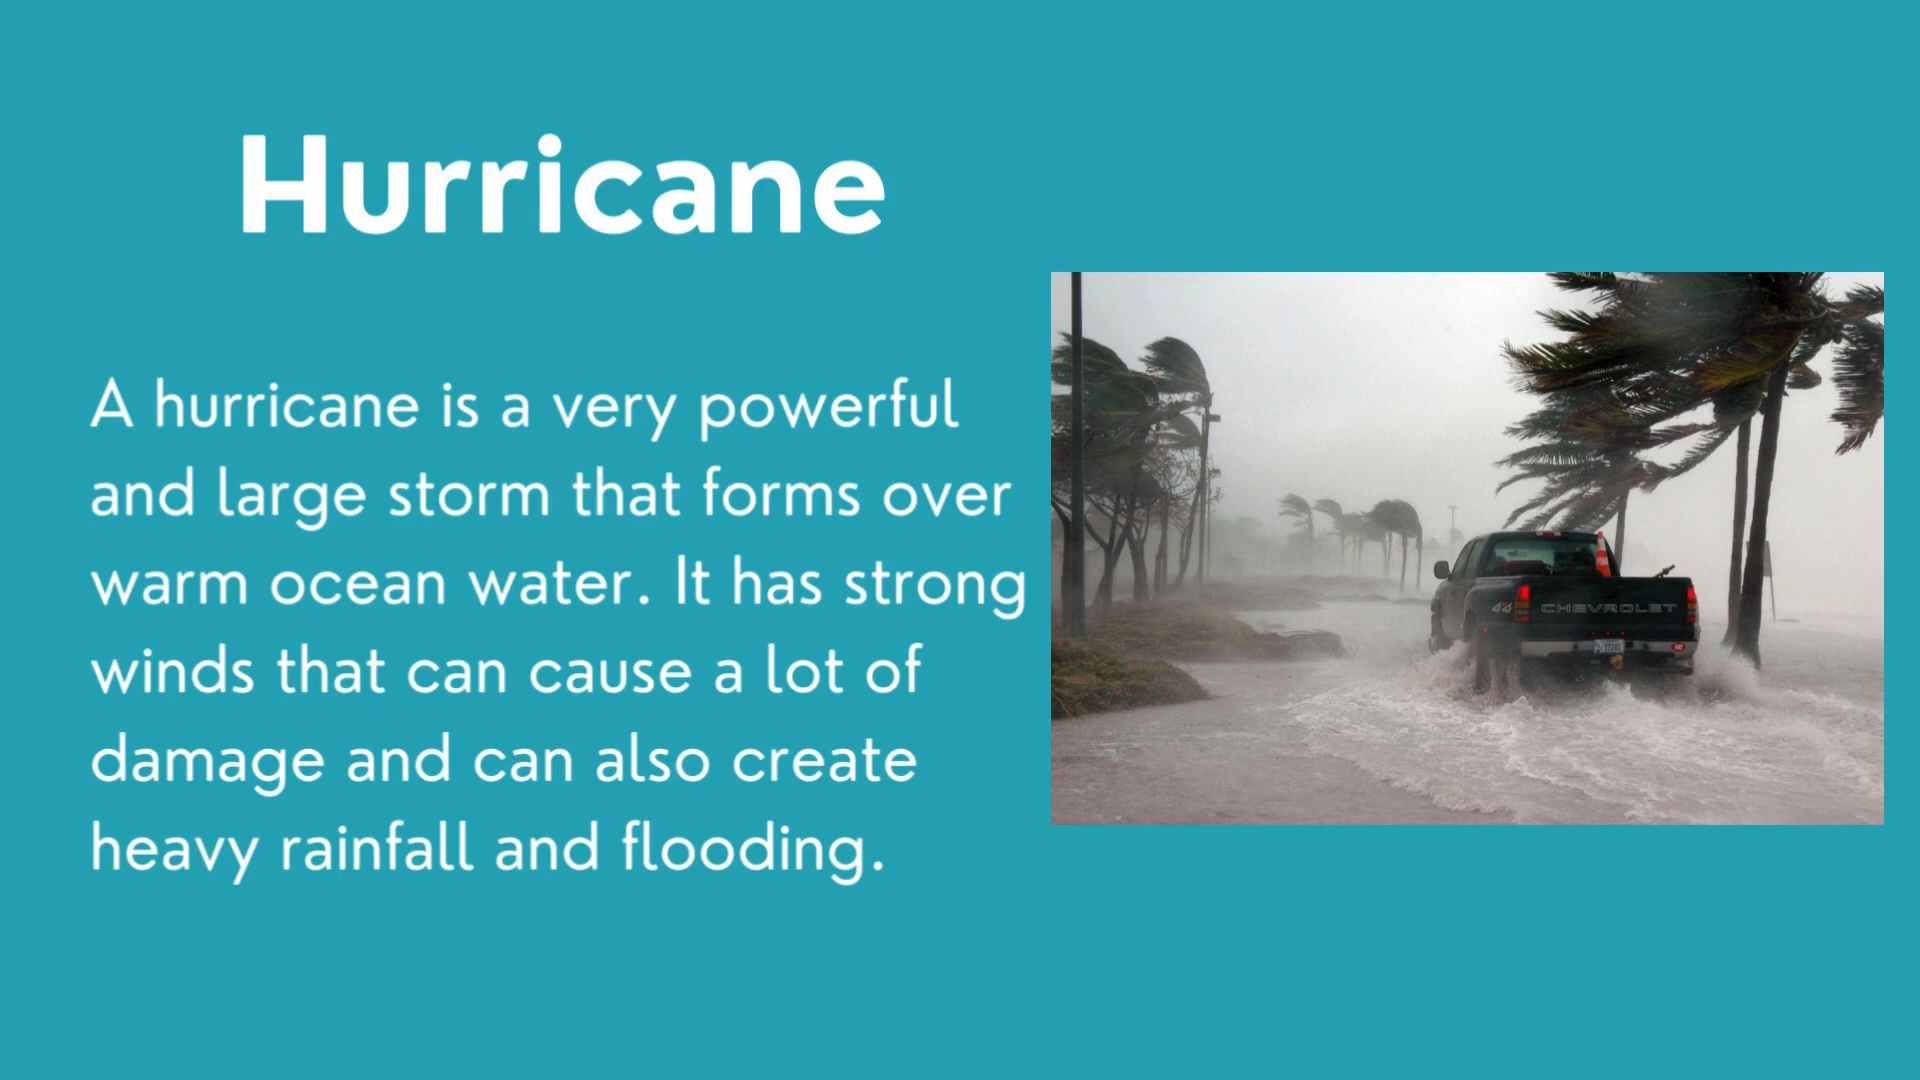 Hurricane
A hurricane is a very powerful
and large storm that forms over
warm ocean water. It has strong
winds that can cause a lot of
damage and can also create
heavy rainfall and flooding.
CHEVROLET